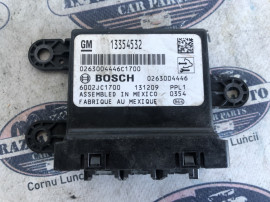 GM 13354532
0263004446C1700
BOSCH 0263004446
6002JC1700 131209 PPL1
ASSEMBLED IN MEXICO 0354
FABRIQUE AU MEXIQUE
CAR PARTS
Cornu Luncii